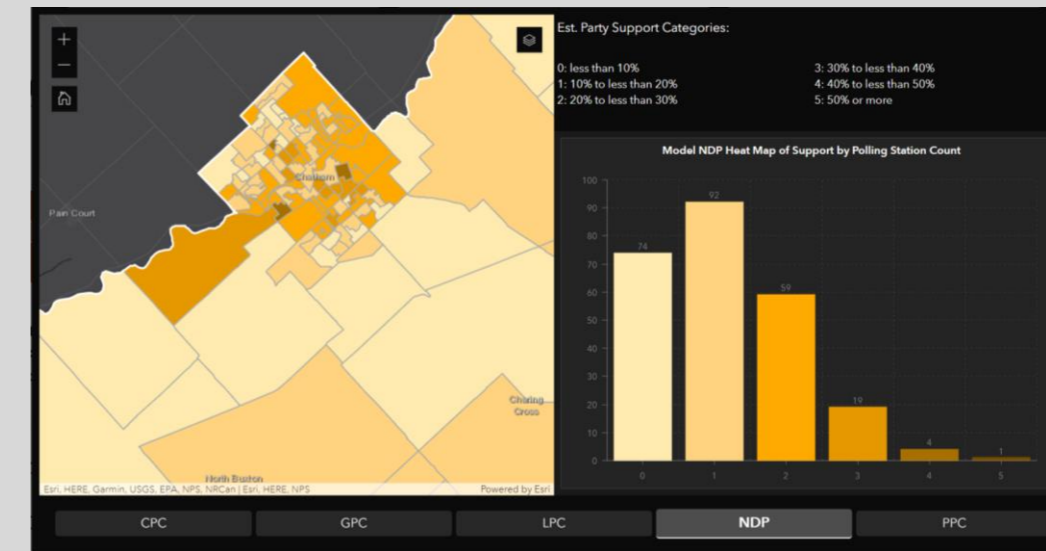 +
−
Pain Court
Chatham
Charing
Cross
North Buxton
Esri, HERE, Garmin, USGS, EPA, NPS, NRCan | Esri, HERE, NPS
Powered by Esri
Est. Party Support Categories:
0: less than 10%
1: 10% to less than 20%
2: 20% to less than 30%
3: 30% to less than 40%
4: 40% to less than 50%
5: 50% or more
Model NDP Heat Map of Support by Polling Station Count
100
90
80
70
60
50
40
30
20
10
0
74
92
59
19
4
1
0 1 2 3 4 5
CPC GPC LPC NDP PPC